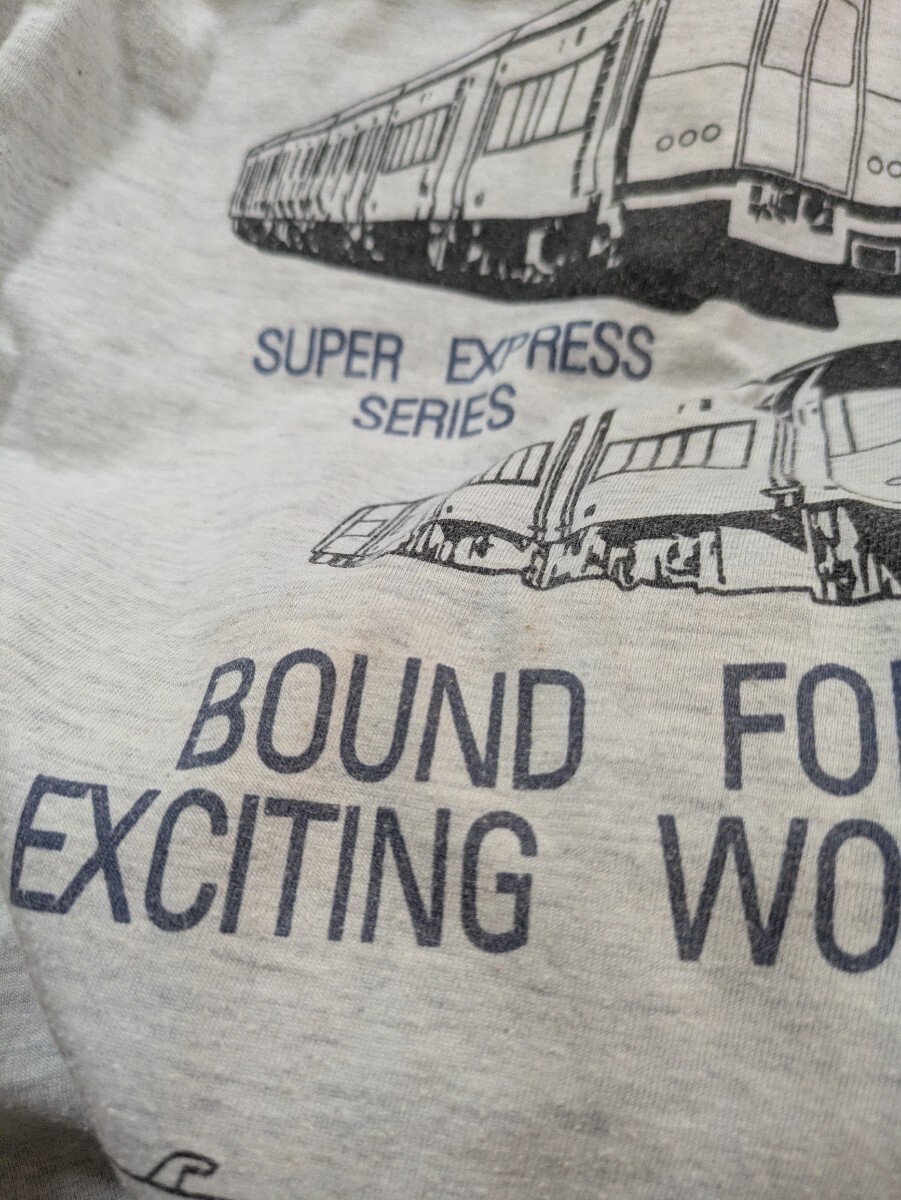 SUPER EXPRESS
SERIES
BOUND
EXCITING